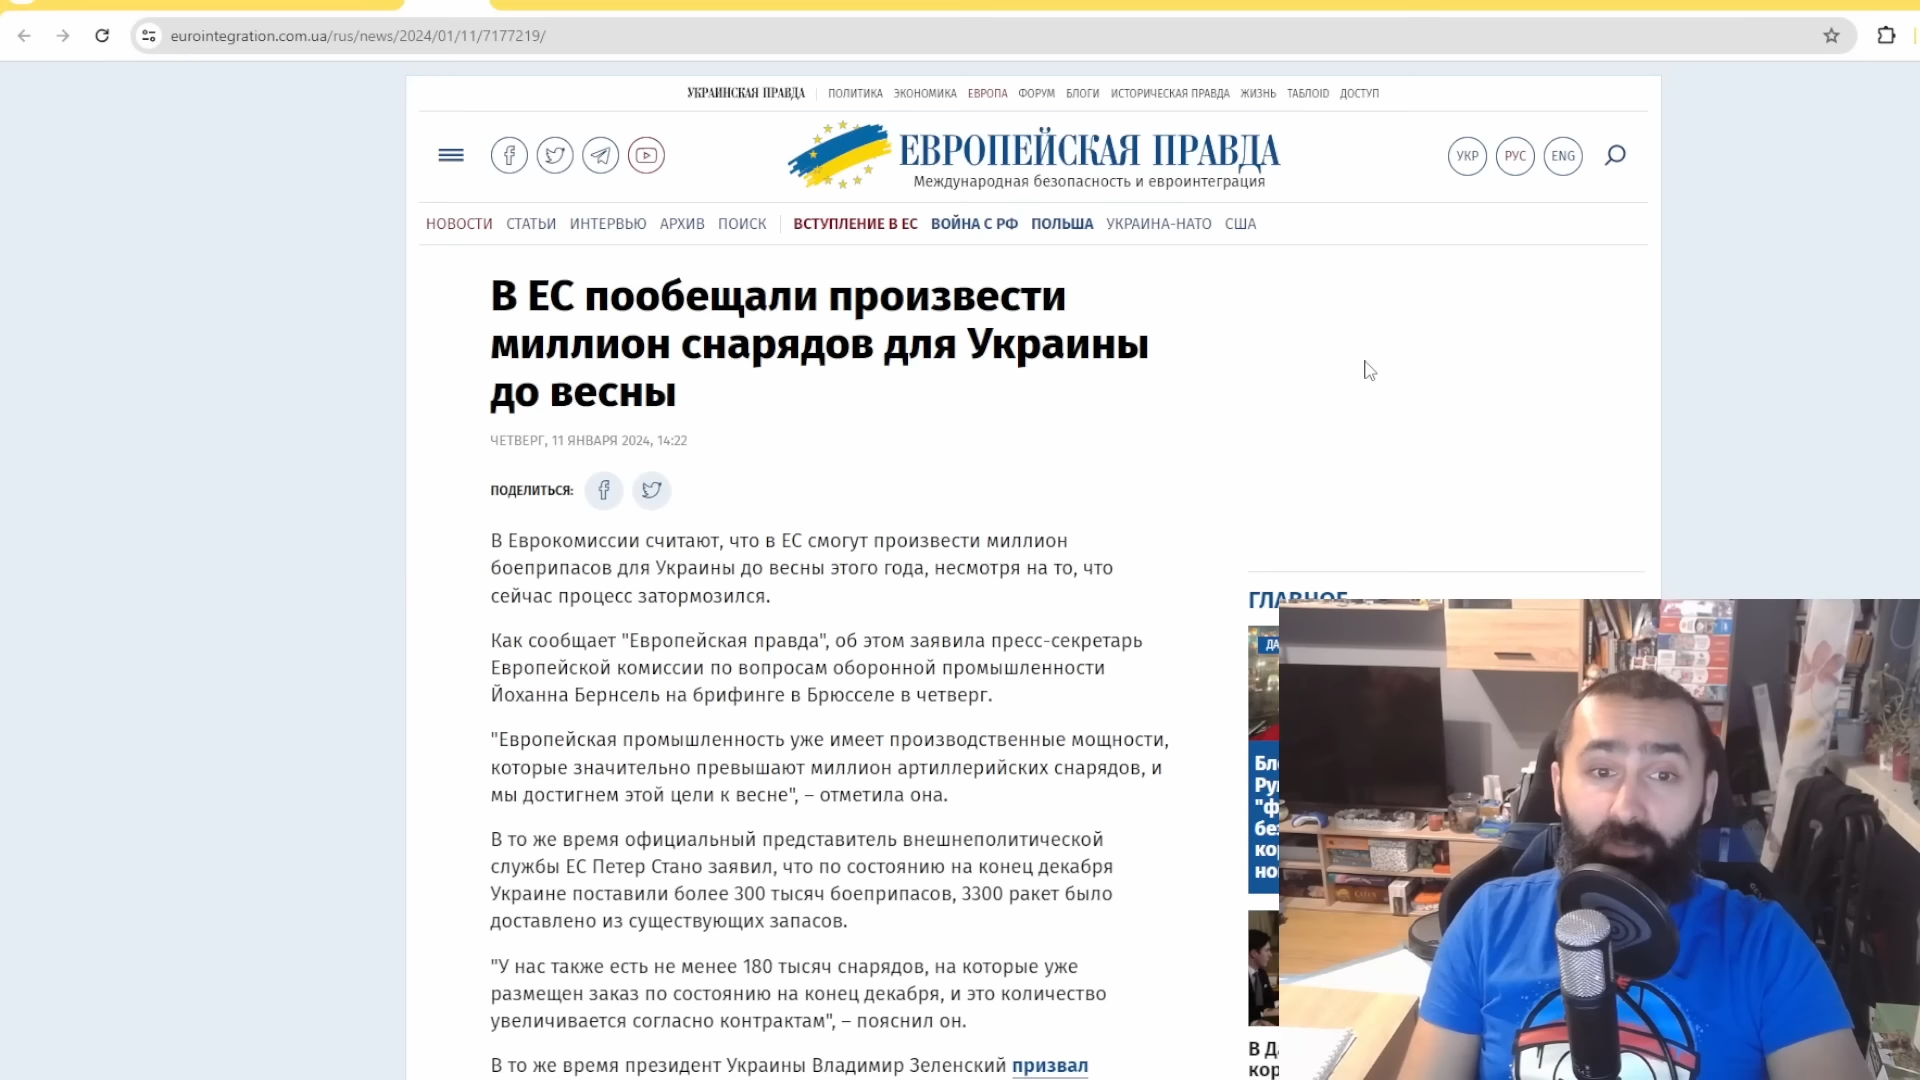 eurointegration.com.ua/rus/news/2024/01/11/7177219/
УКРАИНСКАЯ ПРАВДА ПОЛИТИКА ЭКОНОМИКА ЕВРОПА ФОРУМ БЛОГИ ИСТОРИЧЕСКАЯ ПРАВДА ЖИЗНЬ ТАБЛОИД ДОСТУП
ЕВРОПЕЙСКАЯ ПРАВДА
Международная безопасность и евроинтеграция
УКР РУС ENG
НОВОСТИ СТАТЬИ ИНТЕРВЬЮ АРХИВ ПОИСК ВСТУПЛЕНИЕ В ЕС ВОЙНА С РФ ПОЛЬША УКРАИНА-НАТО США
В ЕС пообещали произвести
миллион снарядов для Украины
до весны
ЧЕТВЕРГ, 11 ЯНВАРЯ 2024, 14:22
ПОДЕЛИТЬСЯ:
В Еврокомиссии считают, что в ЕС смогут произвести миллион
боеприпасов для Украины до весны этого года, несмотря на то, что
сейчас процесс затормозился.
Как сообщает "Европейская правда", об этом заявила пресс-секретарь
Европейской комиссии по вопросам оборонной промышленности
Йоханна Бернсель на брифинге в Брюсселе в четверг.
"Европейская промышленность уже имеет производственные мощности,
которые значительно превышают миллион артиллерийских снарядов, и
мы достигнем этой цели к весне", – отметила она.
В то же время официальный представитель внешнеполитической
службы ЕС Петер Стано заявил, что по состоянию на конец декабря
Украине поставили более 300 тысяч боеприпасов, 3300 ракет было
доставлено из существующих запасов.
"У нас также есть не менее 180 тысяч снарядов, на которые уже
размещен заказ по состоянию на конец декабря, и это количество
увеличивается согласно контрактам", – пояснил он.
В то же время президент Украины Владимир Зеленский призвал
ГЛАВНОЕ